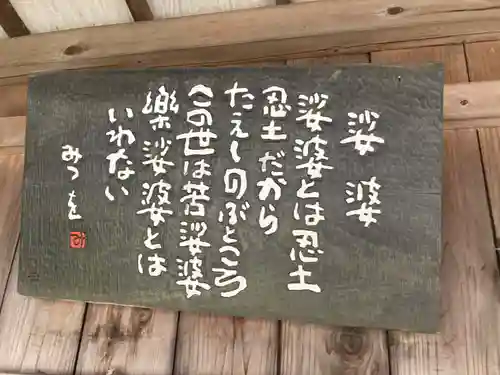 娑婆
娑婆とは忍土
忍土だから
たえしのぶところ
この世は苦娑婆
樂娑婆とは
いわない
みつを